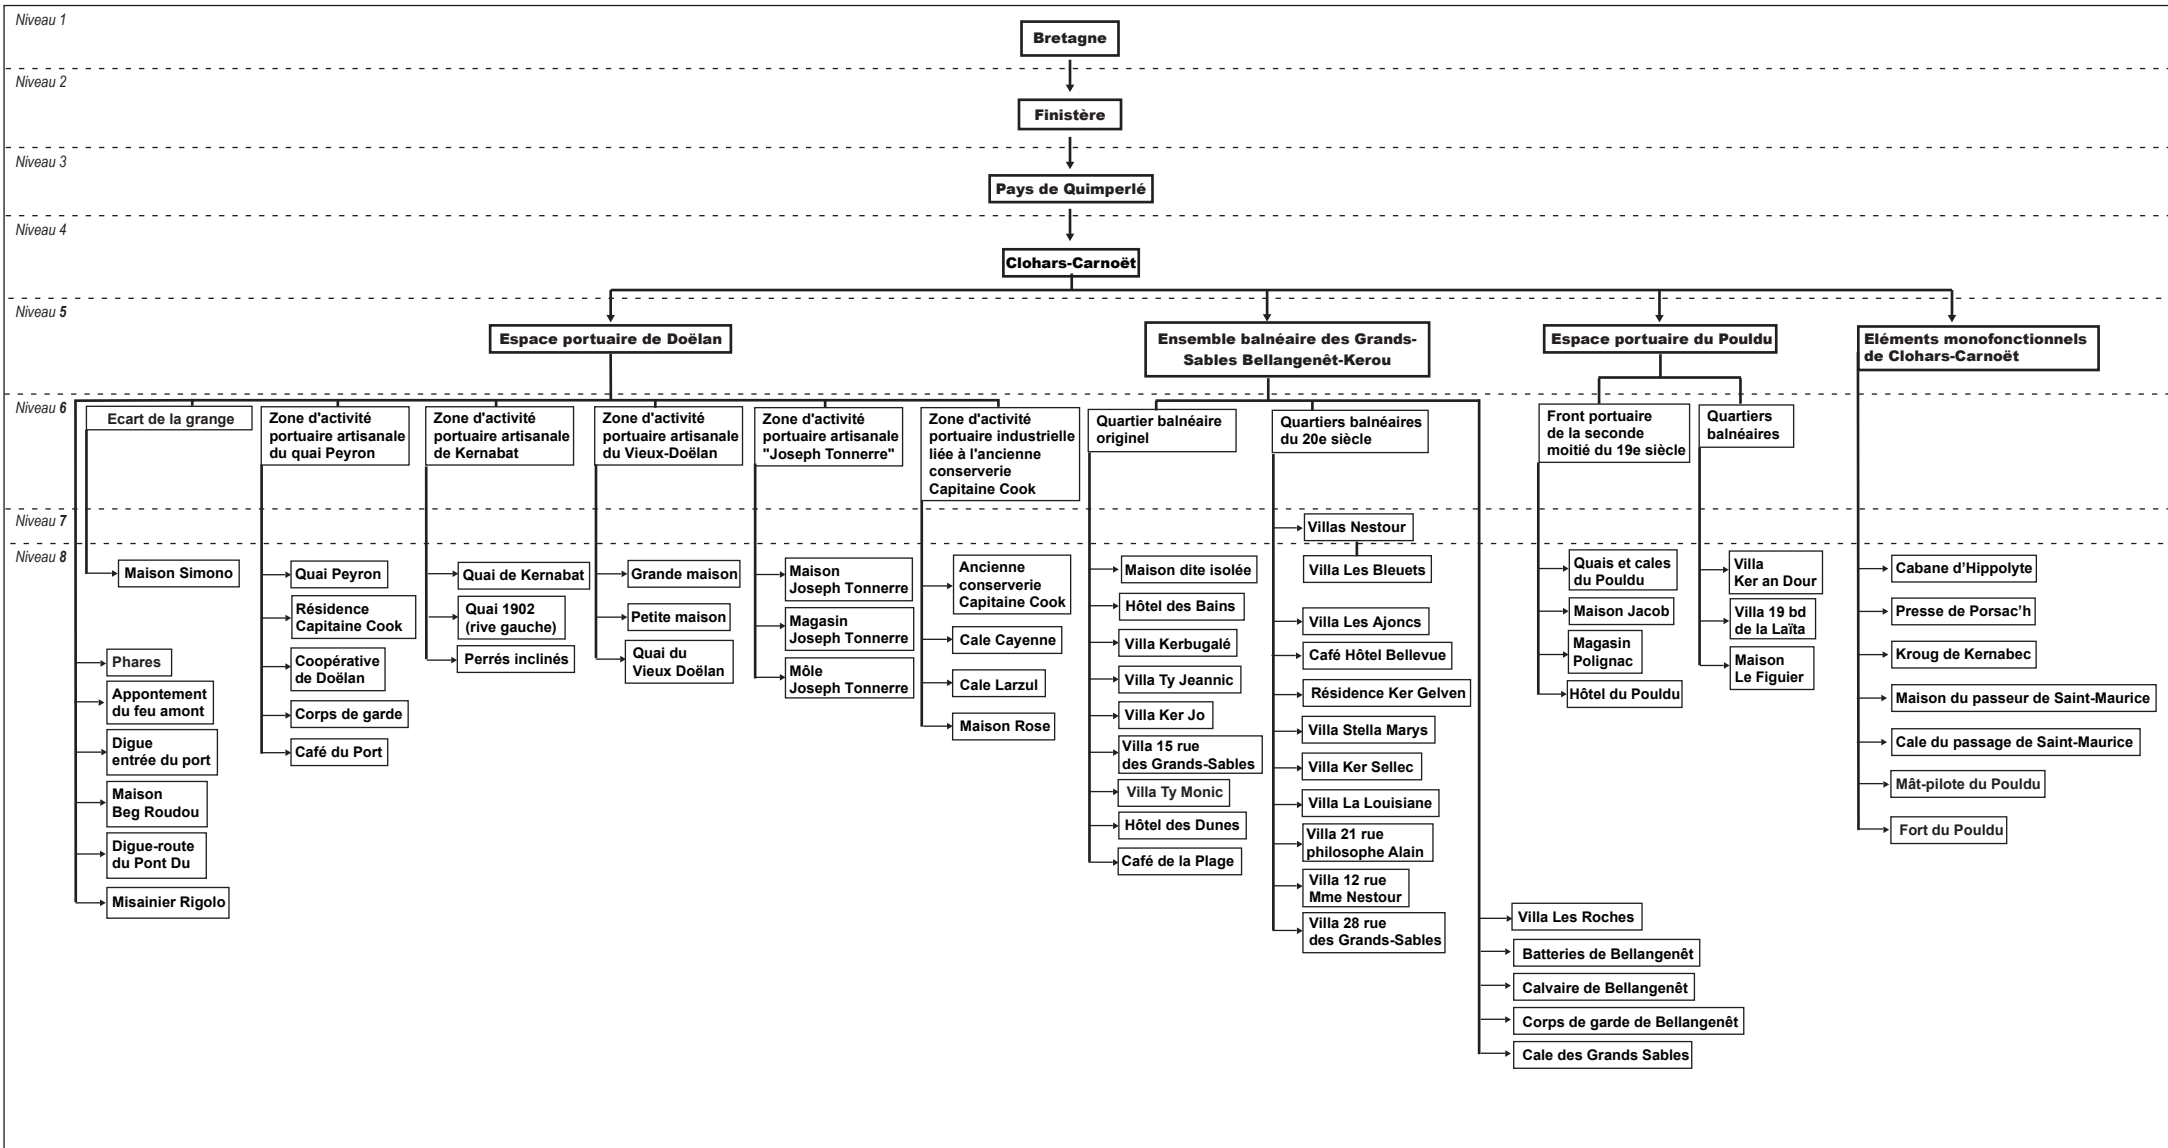 Niveau 1
Bretagne
Niveau 2
Finistère
Niveau 3
Pays de Quimperlé
Niveau 4
Clohars-Carnoët
Niveau 5
Espace portuaire de Doëlan
Ensemble balnéaire des Grands-
Sables Bellangenêt-Kerou
Espace portuaire du Pouldu
Eléments monofonctionnels
de Clohars-Carnoët
Niveau 6
Ecart de la grange
Zone d'activité
portuaire artisanale
du quai Peyron
Zone d'activité
portuaire artisanale
de Kernabat
Zone d'activité
portuaire artisanale
du Vieux-Doëlan
Zone d'activité
portuaire artisanale
"Joseph Tonnerre"
Zone d'activité
portuaire industrielle
liée à l'ancienne
conserverie
Capitaine Cook
Quartier balnéaire
originel
Quartiers balnéaires
du 20e siècle
Front portuaire
de la seconde
moitié du 19e siècle
Quartiers
balnéaires
Niveau 7
Villas Nestour
Niveau 8
Maison Simono
Phares
Appontement
du feu amont
Digue
entrée du port
Maison
Beg Roudou
Digue-route
du Pont Du
Misainier Rigolo
Quai Peyron
Résidence
Capitaine Cook
Coopérative
de Doëlan
Corps de garde
Café du Port
Quai de Kernabat
Quai 1902
(rive gauche)
Perrés inclinés
Grande maison
Petite maison
Quai du
Vieux Doëlan
Maison
Joseph Tonnerre
Magasin
Joseph Tonnerre
Môle
Joseph Tonnerre
Ancienne
conserverie
Capitaine Cook
Cale Cayenne
Cale Larzul
Maison Rose
Maison dite isolée
Hôtel des Bains
Villa Kerbugalé
Villa Ty Jeannic
Villa Ker Jo
Villa 15 rue
des Grands-Sables
Villa Ty Monic
Hôtel des Dunes
Café de la Plage
Villa Les Bleuets
Villa Les Ajoncs
Café Hôtel Bellevue
Résidence Ker Gelven
Villa Stella Marys
Villa Ker Sellec
Villa La Louisiane
Villa 21 rue
philosophe Alain
Villa 12 rue
Mme Nestour
Villa 28 rue
des Grands-Sables
Villa Les Roches
Batteries de Bellangenêt
Calvaire de Bellangenêt
Corps de garde de Bellangenêt
Cale des Grands Sables
Quais et cales
du Pouldu
Maison Jacob
Magasin
Polignac
Hôtel du Pouldu
Villa
Ker an Dour
Villa 19 bd
de la Laïta
Maison
Le Figuier
Cabane d’Hippolyte
Presse de Porsac’h
Kroug de Kernabec
Maison du passeur de Saint-Maurice
Cale du passage de Saint-Maurice
Mât-pilote du Pouldu
Fort du Pouldu